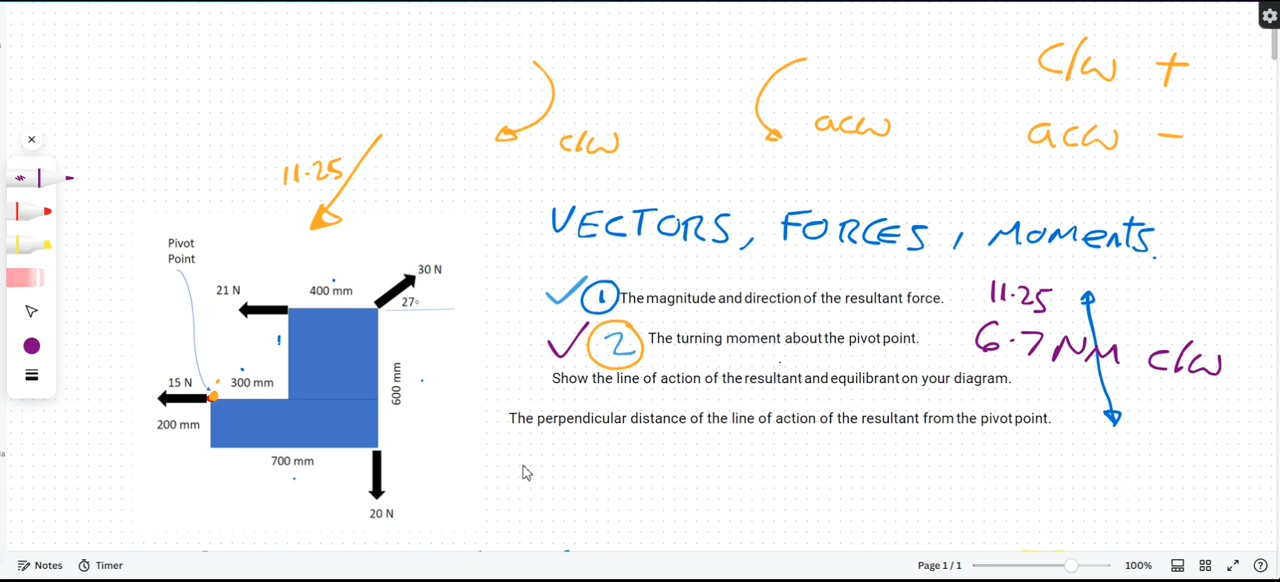 c/w +
acw -
c/w
acw
11.25
VECTORS, FORCES, Moments.
Pivot
Point
30 N
21 N
400 mm
27°
1 The magnitude and direction of the resultant force. 11.25
2 The turning moment about the pivot point. 6.7 NM c/w
15 N
300 mm
600 mm
Show the line of action of the resultant and equilibrant on your diagram.
200 mm
The perpendicular distance of the line of action of the resultant from the pivot point.
700 mm
20 N
Notes Timer Page 1 / 1 100%